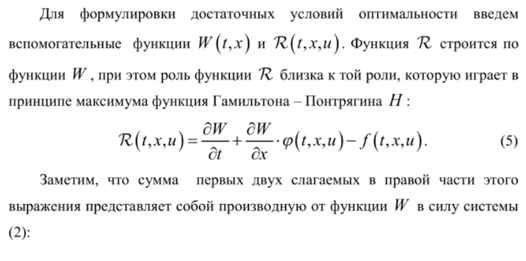 Для формулировки достаточных условий оптимальности введем
вспомогательные функции W(t,x) и ℛ(t,x,u). Функция ℛ строится по
функции W, при этом роль функции ℛ близка к той роли, которую играет в
принципе максимума функция Гамильтона – Понтрягина H:
ℛ(t,x,u)=∂W/∂t+∂W/∂x·φ(t,x,u)−f(t,x,u). (5)
Заметим, что сумма первых двух слагаемых в правой части этого
выражения представляет собой производную от функции W в силу системы
(2):